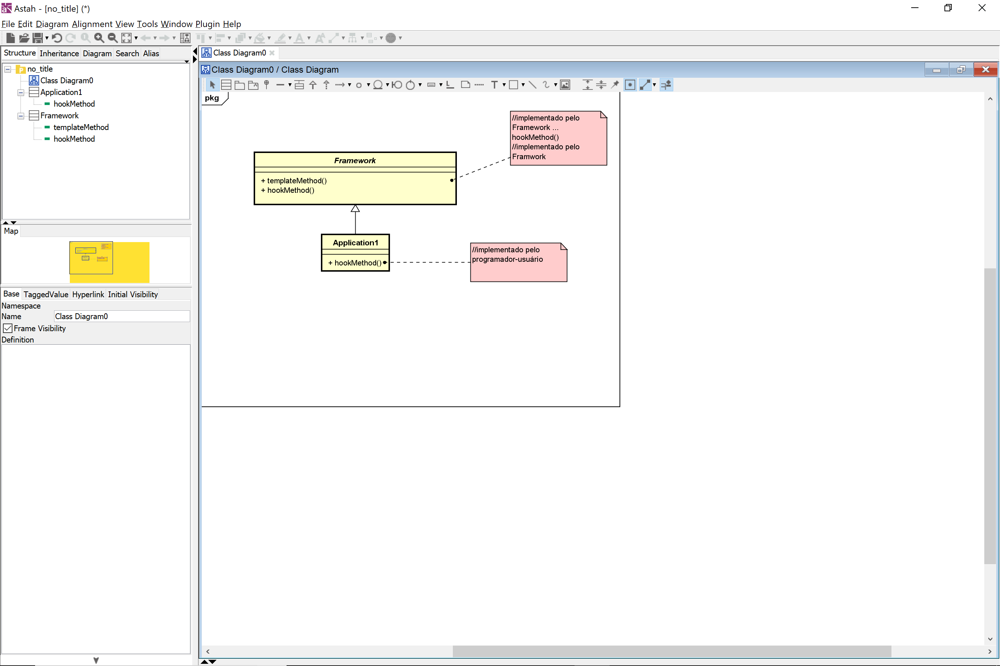 Astah - [no_title] (*)
File Edit Diagram Alignment View Tools Window Plugin Help
Structure Inheritance Diagram Search Alias
no_title
Class Diagram0
Application1
hookMethod
Framework
templateMethod
hookMethod
Map
Base TaggedValue Hyperlink Initial Visibility
Namespace
Name Class Diagram0
Frame Visibility
Definition
Class Diagram0
Class Diagram0 / Class Diagram
pkg
//implementado pelo
Framework ...
hookMethod()
//implementado pelo
Framwork
Framework
+ templateMethod()
+ hookMethod()
Application1
+ hookMethod()
//implementado pelo
programador-usuário